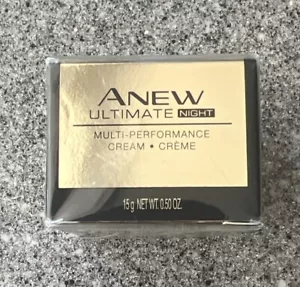 ANEW
ULTIMATE NIGHT
MULTI-PERFORMANCE
CREAM • CRÈME
15 g NET WT. 0.50 OZ.